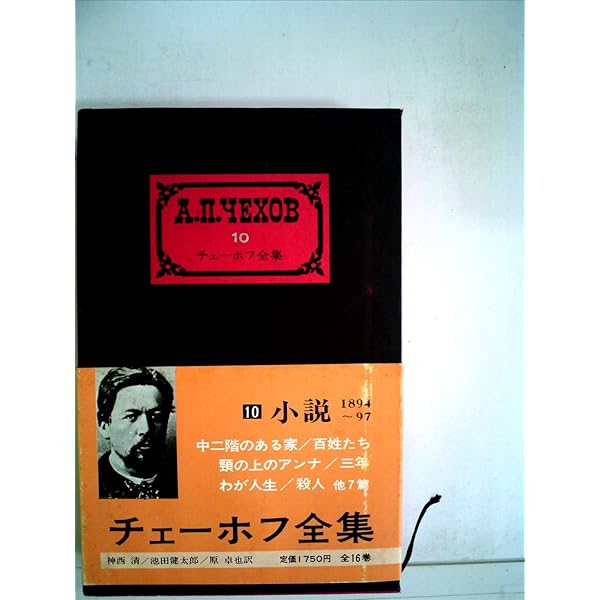 А.П.ЧЕХОВ
10
チェーホフ全集
10 小説 1894
～97
中二階のある家／百姓たち
頸の上のアンナ／三年
わが人生／殺人 他7篇
チェーホフ全集
神西 清／池田健太郎／原 卓也訳 定価1750円 全16巻